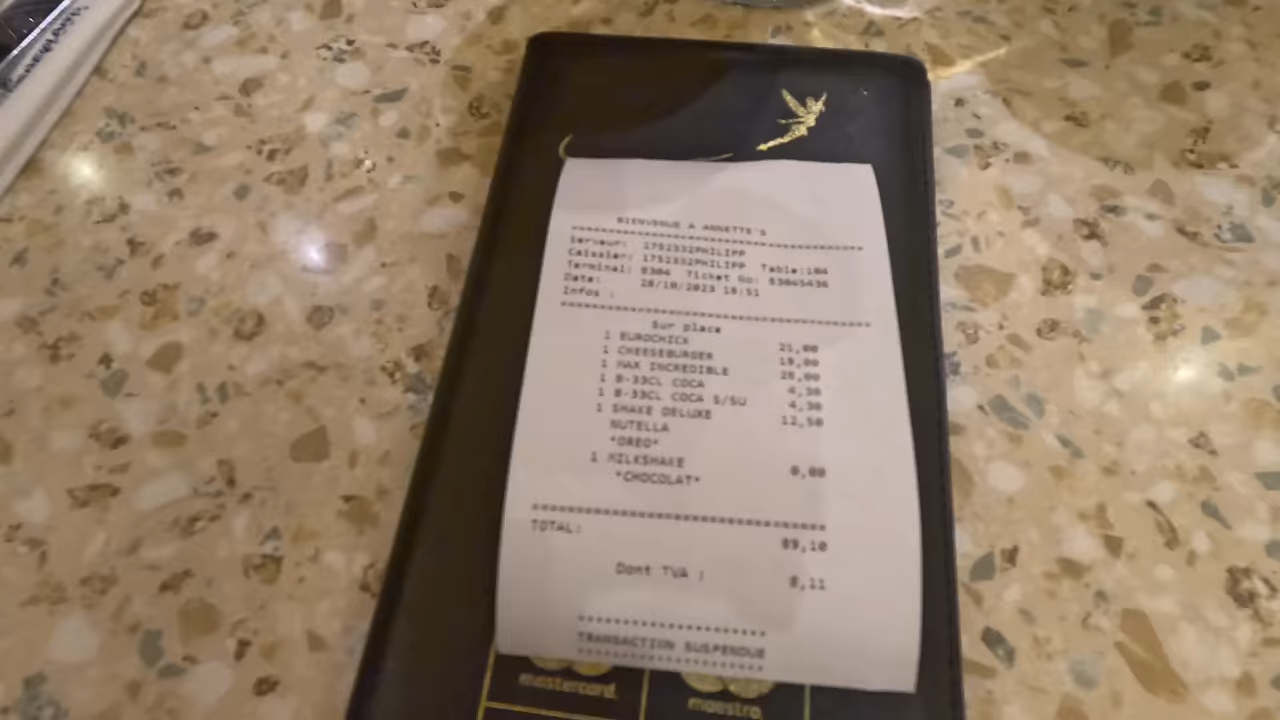 BIENVENUE A ANNETTE'S
Serveur: 1752332PHILIPP
Caissier: 1752332PHILIPP Table:104
Terminal: 8304 Ticket No: 83045436
Date: 28/10/2023 18:51
Infos :
Sur place
1 EUROCHICK 21,00
1 CHEESEBURGER 19,00
1 MAX INCREDIBLE 28,00
1 B-33CL COCA 4,30
1 B-33CL COCA S/SU 4,30
1 SHAKE DELUXE 12,50
NUTELLA
*OREO*
1 MILKSHAKE 0,00
*CHOCOLAT*
TOTAL: 89,10
Dont TVA : 8,11
TRANSACTION SUSPENDUE
mastercard.
maestro.